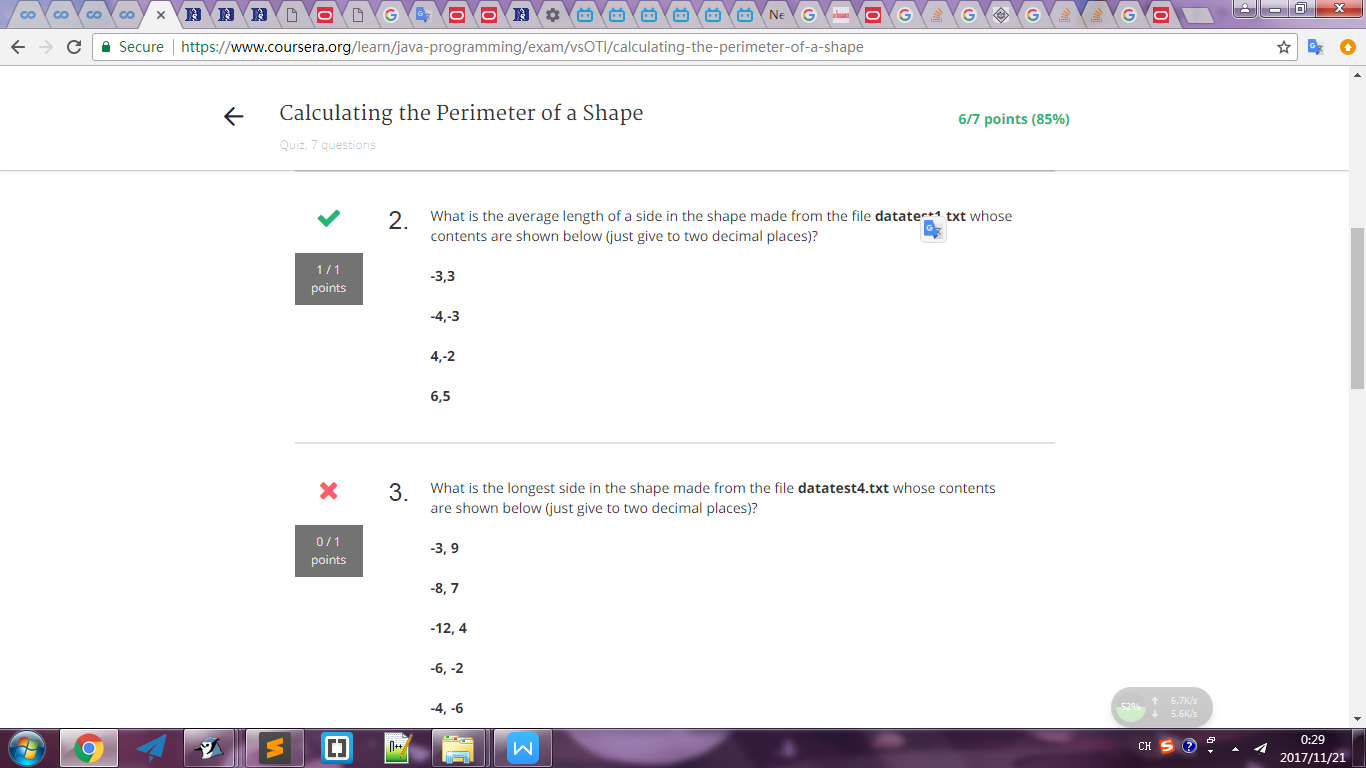 Secure
https://www.coursera.org/learn/java-programming/exam/vsOTl/calculating-the-perimeter-of-a-shape
Calculating the Perimeter of a Shape
6/7 points (85%)
Quiz, 7 questions
2.
What is the average length of a side in the shape made from the file datatest1.txt whose
contents are shown below (just give to two decimal places)?
1 / 1
points
-3,3
-4,-3
4,-2
6,5
3.
What is the longest side in the shape made from the file datatest4.txt whose contents
are shown below (just give to two decimal places)?
0 / 1
points
-3, 9
-8, 7
-12, 4
-6, -2
-4, -6
52%
6.7K/s
5.6K/s
CH
0:29
2017/11/21